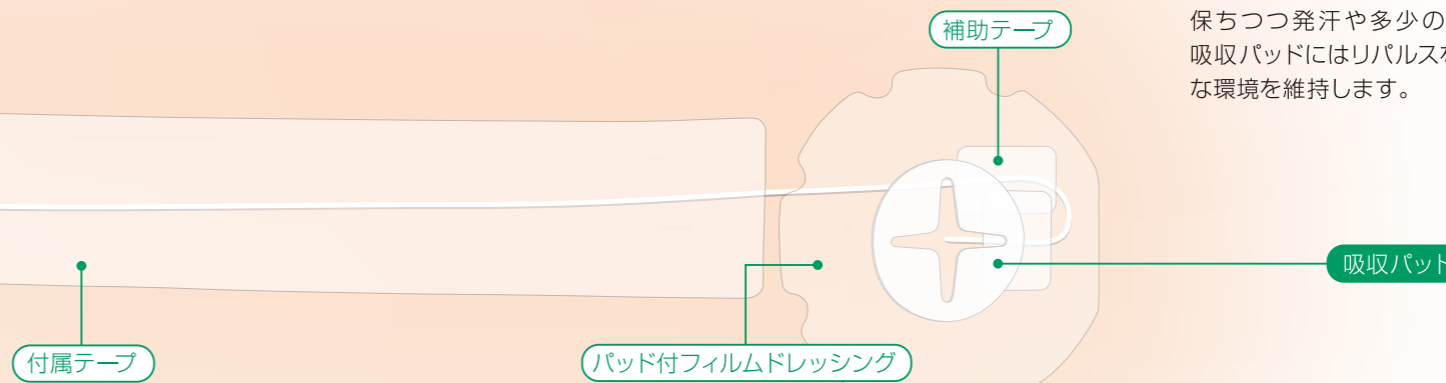 補助テープ
保ちつつ発汗や多少の
吸収パッドにはリパルス
な環境を維持します。
吸収パッド
付属テープ
パッド付フィルムドレッシング